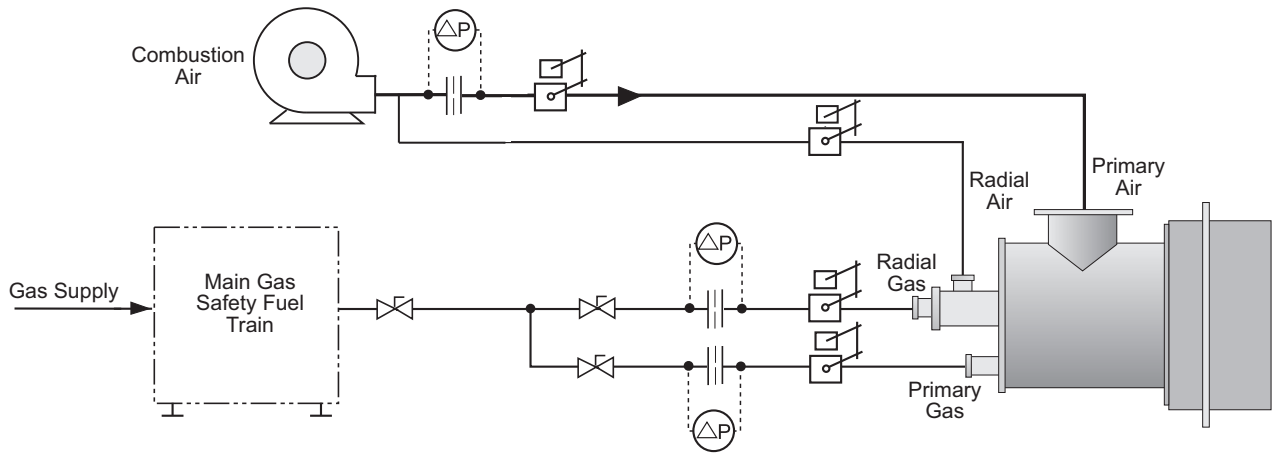 △P
Combustion
Air
Radial
Air
Primary
Air
Gas Supply
Main Gas
Safety Fuel
Train
△P
Radial
Gas
Primary
Gas
△P